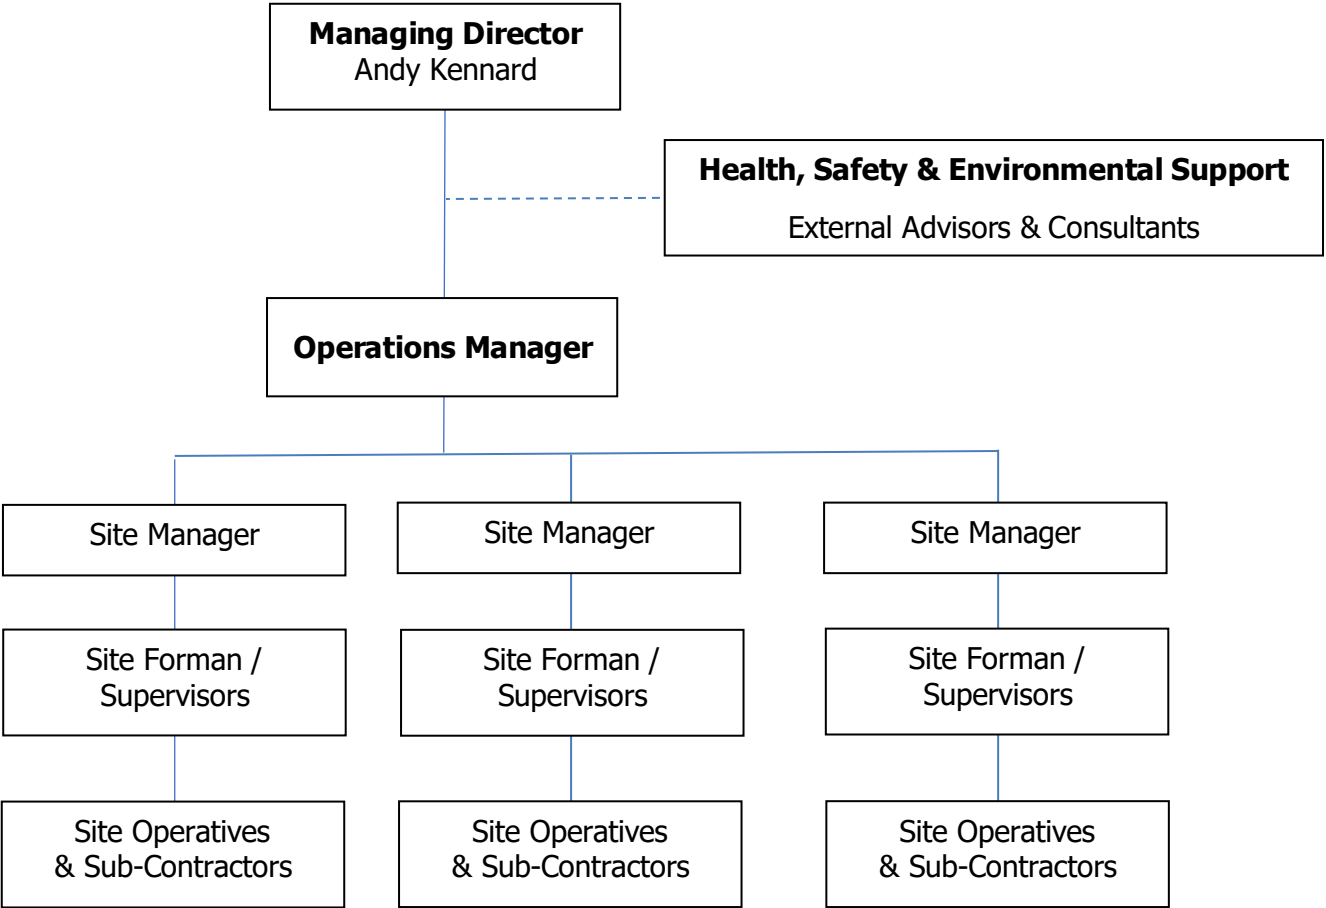 Managing Director
Andy Kennard
Health, Safety & Environmental Support
External Advisors & Consultants
Operations Manager
Site Manager
Site Manager
Site Manager
Site Forman /
Supervisors
Site Forman /
Supervisors
Site Forman /
Supervisors
Site Operatives
& Sub-Contractors
Site Operatives
& Sub-Contractors
Site Operatives
& Sub-Contractors